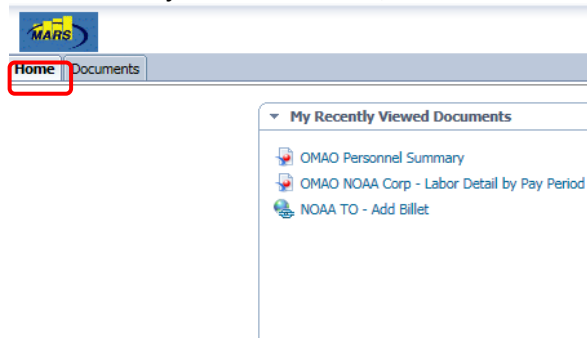 MARS
Home Documents
My Recently Viewed Documents
OMAO Personnel Summary
OMAO NOAA Corp - Labor Detail by Pay Period
NOAA TO - Add Billet